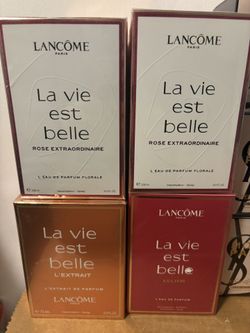 LANCÔME
PARIS
La vie
est
belle
ROSE EXTRAORDINAIRE
L'EAU DE PARFUM FLORALE
LANCÔME
PARIS
La vie
est
belle
ROSE EXTRAORDINAIRE
L'EAU DE PARFUM FLORALE
La vie
est
belle
L'EXTRAIT
L'EXTRAIT DE PARFUM
LANCÔME
LANCÔME
La vie
est
belle
L'EAU DE PARFUM